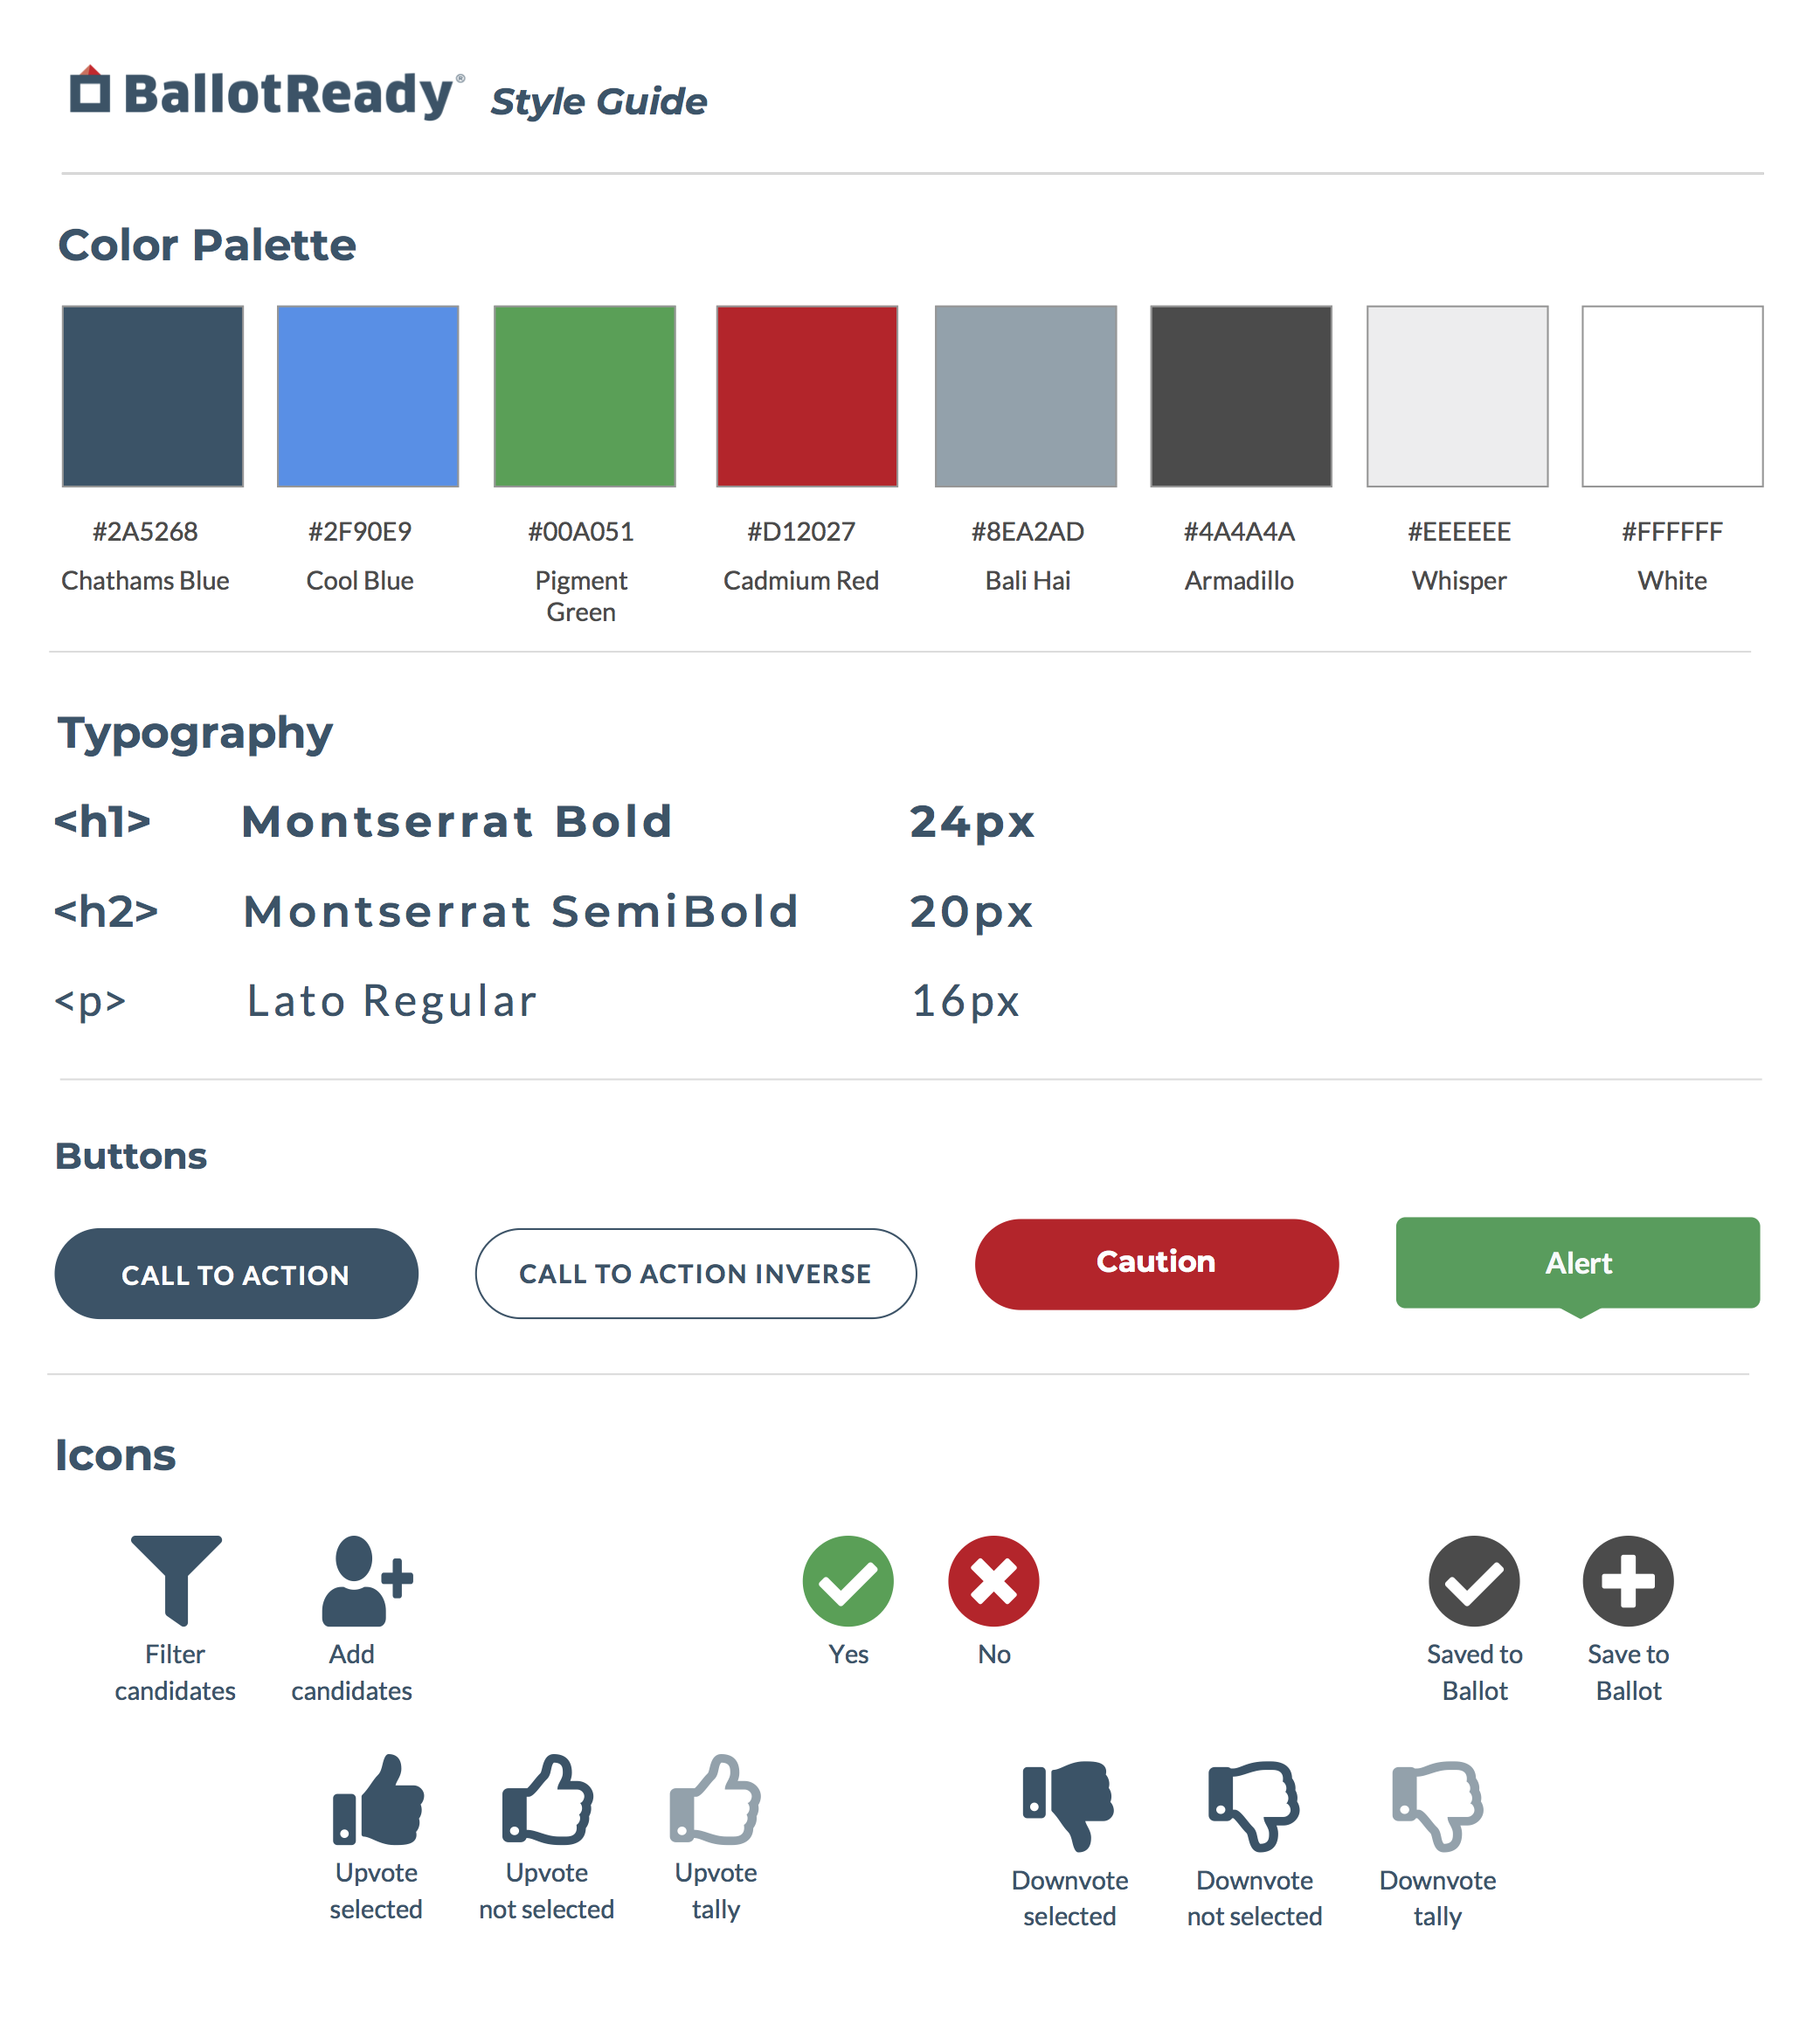 BallotReady® Style Guide
Color Palette
#2A5268 #2F90E9 #00A051 #D12027 #8EA2AD #4A4A4A #EEEEEE #FFFFFF
Chathams Blue Cool Blue Pigment Cadmium Red Bali Hai Armadillo Whisper White
Green
Typography
<h1> Montserrat Bold 24px
<h2> Montserrat SemiBold 20px
<p> Lato Regular 16px
Buttons
CALL TO ACTION CALL TO ACTION INVERSE Caution Alert
Icons
Filter Add Yes No Saved to Save to
candidates candidates Ballot Ballot
Upvote Upvote Upvote Downvote Downvote Downvote
selected not selected tally selected not selected tally